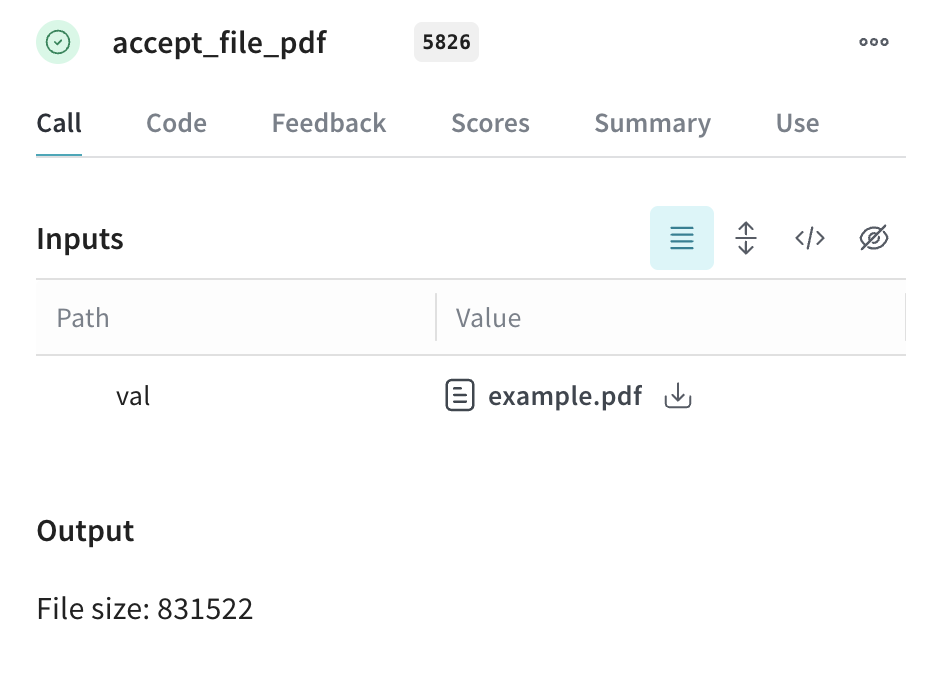 accept_file_pdf 5826
Call Code Feedback Scores Summary Use
Inputs
Path Value
val example.pdf
Output
File size: 831522